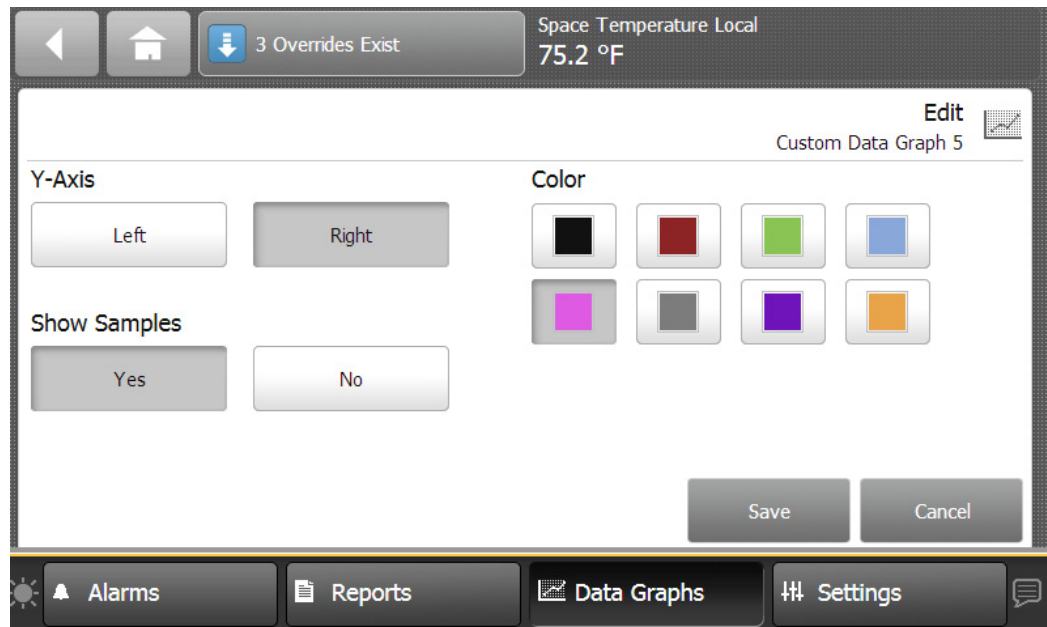 3 Overrides Exist
Space Temperature Local
75.2 °F
Edit
Custom Data Graph 5
Y-Axis
Color
Left
Right
Show Samples
Yes
No
Save
Cancel
Alarms
Reports
Data Graphs
Settings